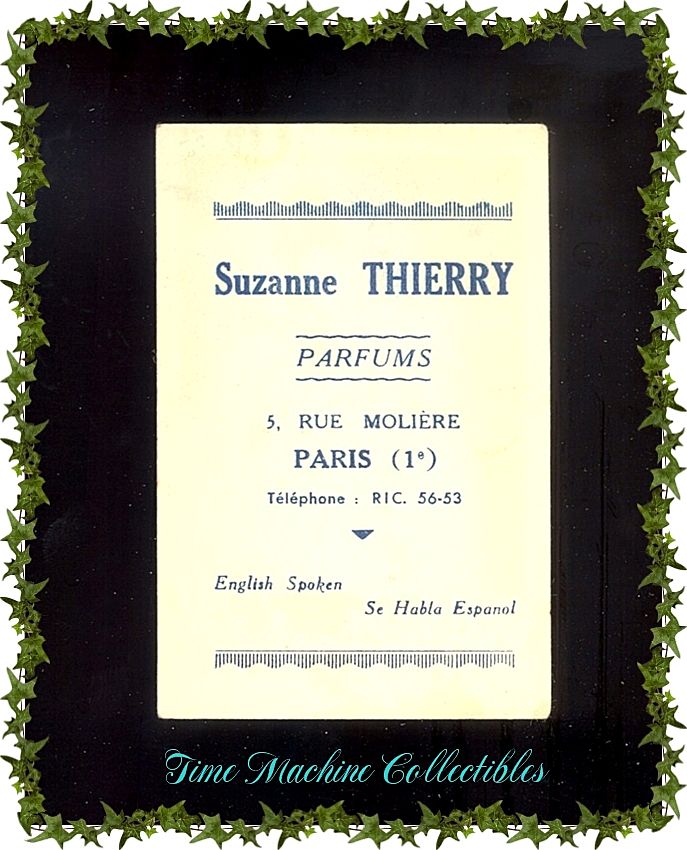 Suzanne THIERRY
PARFUMS
5, RUE MOLIÈRE
PARIS (1e)
Téléphone : RIC. 56-53
English Spoken
Se Habla Espanol
Time Machine Collectibles